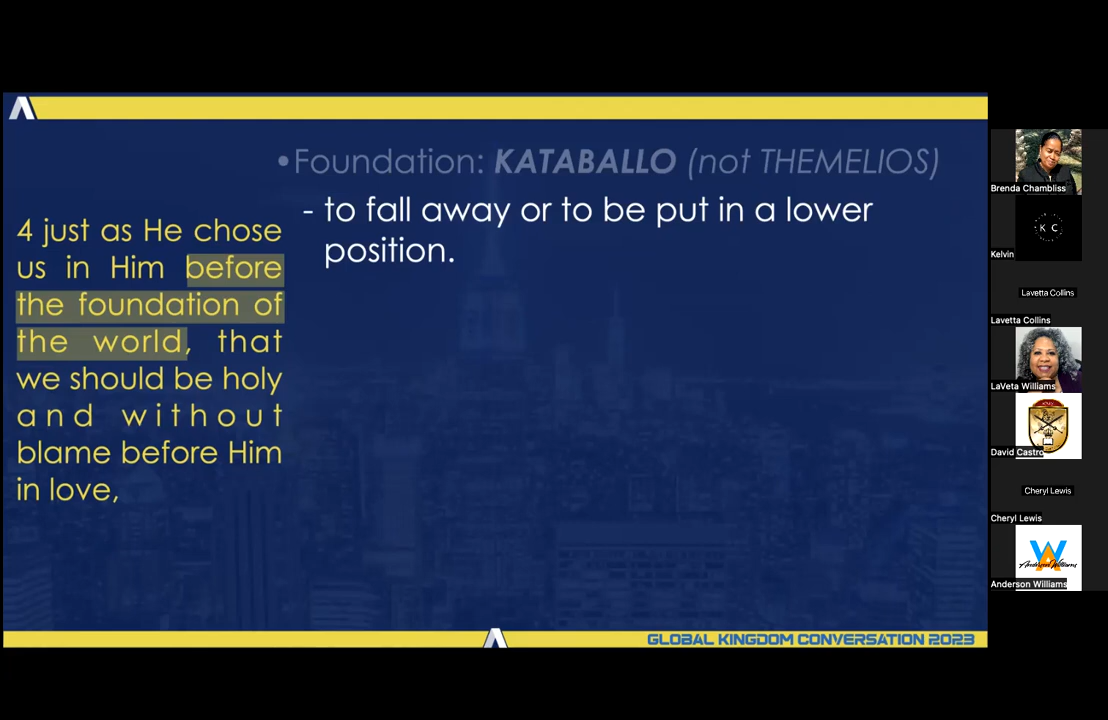 •Foundation: KATABALLO (not THEMELIOS)
- to fall away or to be put in a lower
position.
4 just as He chose
us in Him before
the foundation of
the world, that
we should be holy
and without
blame before Him
in love,
GLOBAL KINGDOM CONVERSATION 2023
Brenda Chambliss
K C
Kelvin
Lavetta Collins
Lavetta Collins
LaVeta Williams
David Castro
Cheryl Lewis
Cheryl Lewis
WA
Anderson Williams
Anderson Williams